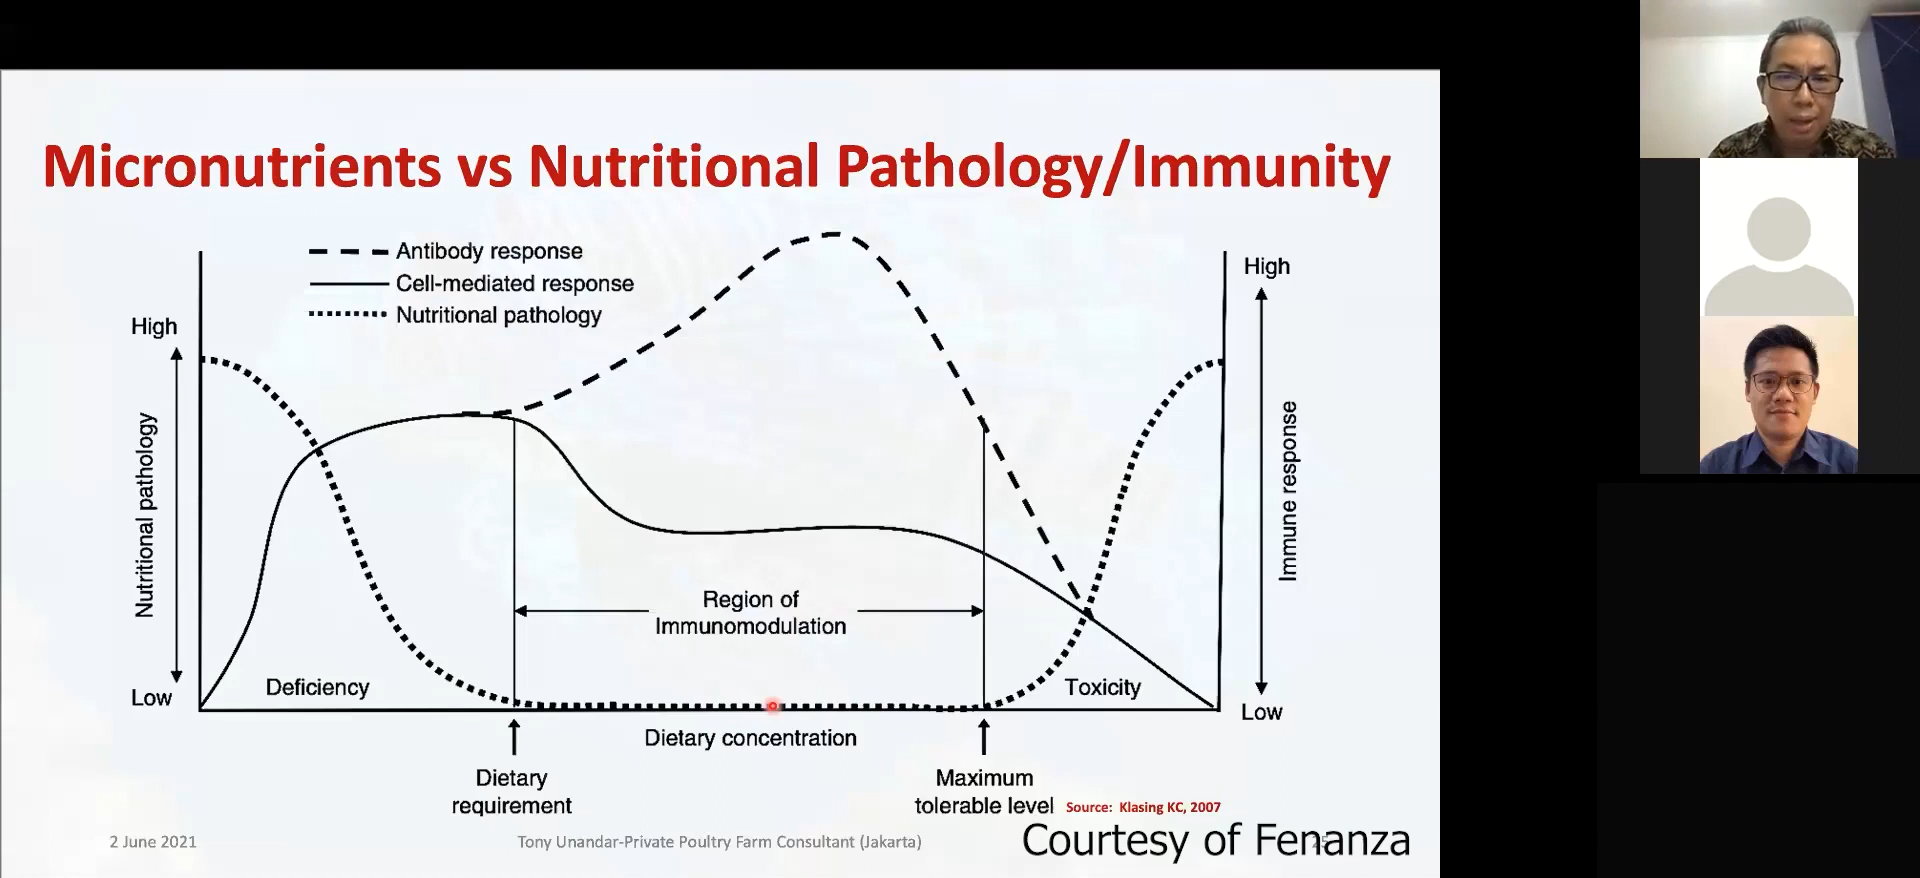 Micronutrients vs Nutritional Pathology/Immunity
Antibody response
Cell-mediated response
Nutritional pathology
High
Nutritional pathology
Low
High
Immune response
Low
Region of
Immunomodulation
Deficiency
Toxicity
Dietary concentration
Dietary
requirement
Maximum
tolerable level
Source: Klasing KC, 2007
2 June 2021
Tony Unandar-Private Poultry Farm Consultant (Jakarta)
Courtesy of Fenanza